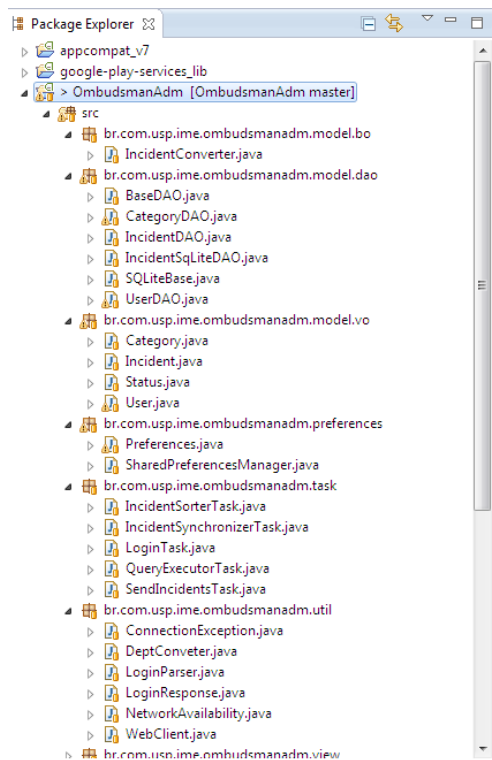 Package Explorer
appcompat_v7
google-play-services_lib
> OmbudsmanAdm [OmbudsmanAdm master]
src
br.com.usp.ime.ombudsmanadm.model.bo
IncidentConverter.java
br.com.usp.ime.ombudsmanadm.model.dao
BaseDAO.java
CategoryDAO.java
IncidentDAO.java
IncidentSqLiteDAO.java
SQLiteBase.java
UserDAO.java
br.com.usp.ime.ombudsmanadm.model.vo
Category.java
Incident.java
Status.java
User.java
br.com.usp.ime.ombudsmanadm.preferences
Preferences.java
SharedPreferencesManager.java
br.com.usp.ime.ombudsmanadm.task
IncidentSorterTask.java
IncidentSynchronizerTask.java
LoginTask.java
QueryExecutorTask.java
SendIncidentsTask.java
br.com.usp.ime.ombudsmanadm.util
ConnectionException.java
DeptConveter.java
LoginParser.java
LoginResponse.java
NetworkAvailability.java
WebClient.java
br.com.usp.ime.ombudsmanadm.view